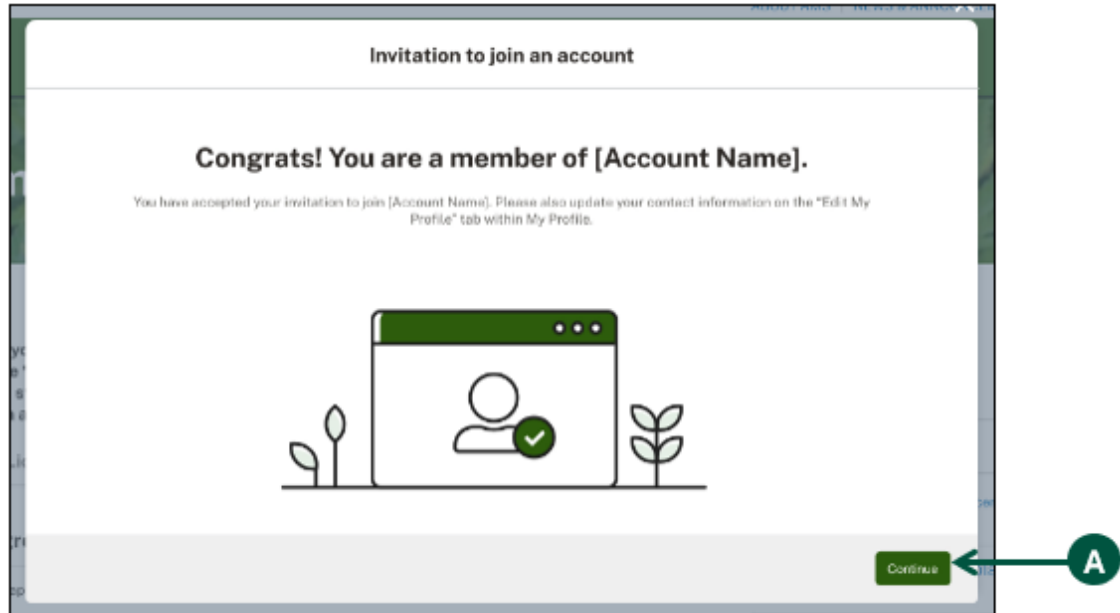 Invitation to join an account
Congrats! You are a member of [Account Name].
You have accepted your invitation to join [Account Name]. Please also update your contact information on the "Edit My
Profile" tab within My Profile.
Continue
A